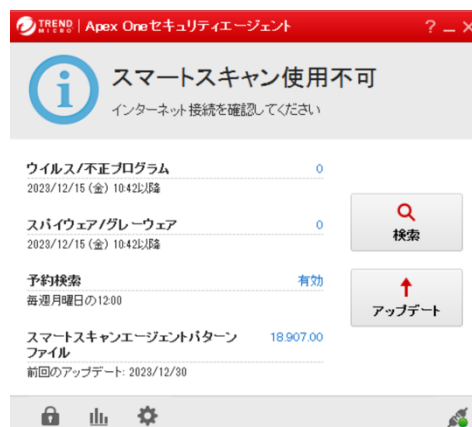 TREND MICRO | Apex Oneセキュリティエージェント
スマートスキャン使用不可
インターネット接続を確認してください
ウイルス/不正プログラム 0
2023/12/15 (金) 10:42以降
スパイウェア/グレーウェア 0
2023/12/15 (金) 10:42以降
検索
予約検索 有効
毎週月曜日の12:00
アップデート
スマートスキャンエージェントパターン 18.907.00
ファイル
前回のアップデート: 2023/12/30